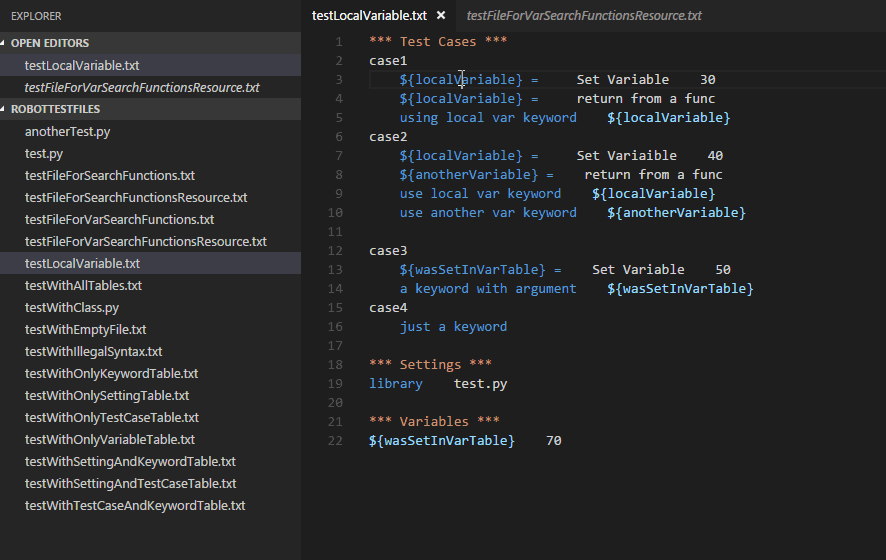 EXPLORER
OPEN EDITORS
testLocalVariable.txt
testFileForVarSearchFunctionsResource.txt
ROBOTTESTFILES
anotherTest.py
test.py
testFileForSearchFunctions.txt
testFileForSearchFunctionsResource.txt
testFileForVarSearchFunctions.txt
testFileForVarSearchFunctionsResource.txt
testLocalVariable.txt
testWithAllTables.txt
testWithClass.py
testWithEmptyFile.txt
testWithIllegalSyntax.txt
testWithOnlyKeywordTable.txt
testWithOnlySettingTable.txt
testWithOnlyTestCaseTable.txt
testWithOnlyVariableTable.txt
testWithSettingAndKeywordTable.txt
testWithSettingAndTestCaseTable.txt
testWithTestCaseAndKeywordTable.txt
testLocalVariable.txt × testFileForVarSearchFunctionsResource.txt
1 *** Test Cases ***
2 case1
3     ${localVariable} =     Set Variable    30
4     ${localVariable} =     return from a func
5     using local var keyword    ${localVariable}
6 case2
7     ${localVariable} =     Set Variaible    40
8     ${anotherVariable} =    return from a func
9     use local var keyword    ${localVariable}
10     use another var keyword    ${anotherVariable}
11
12 case3
13     ${wasSetInVarTable} =    Set Variable    50
14     a keyword with argument    ${wasSetInVarTable}
15 case4
16     just a keyword
17
18 *** Settings ***
19 library    test.py
20
21 *** Variables ***
22 ${wasSetInVarTable}    70